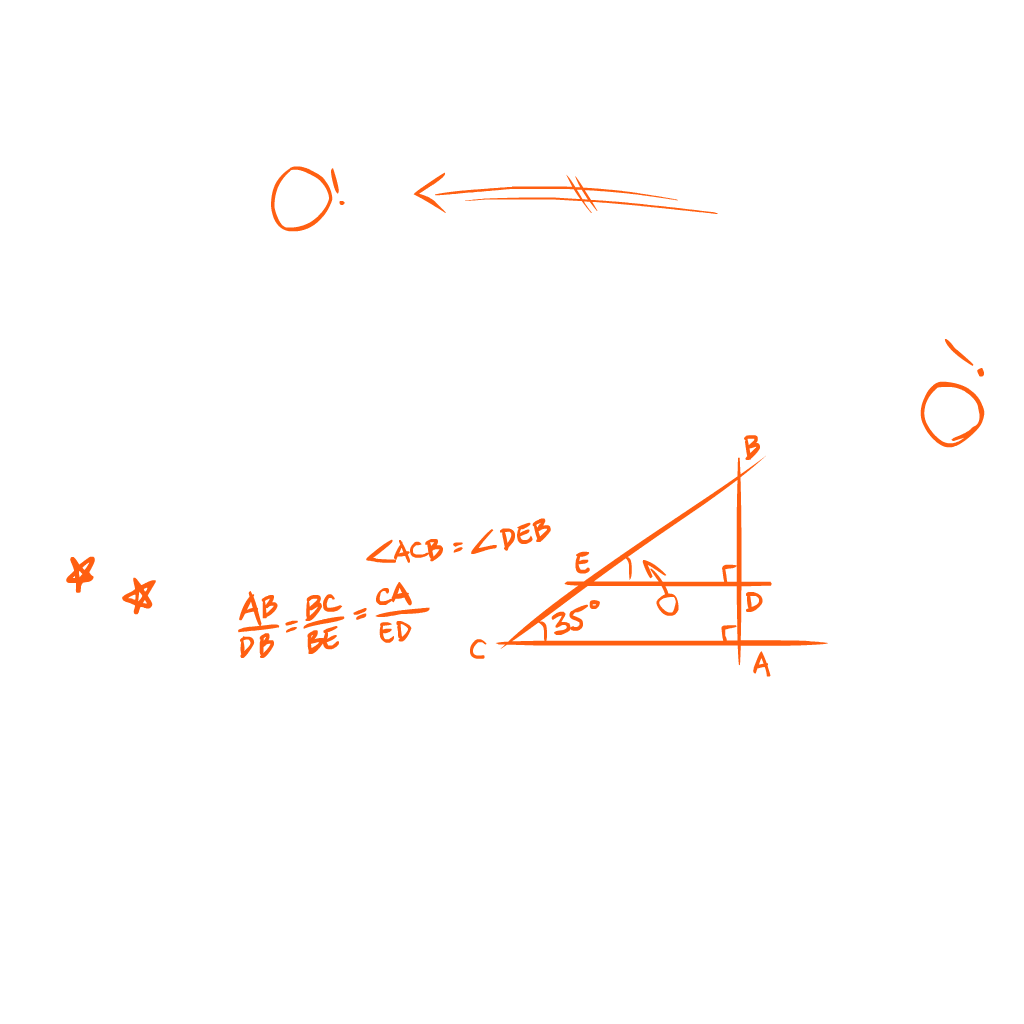 !
!
B
∠ACB = ∠DEB
E
AB/DB = BC/BE = CA/ED
35°
O
D
C
A